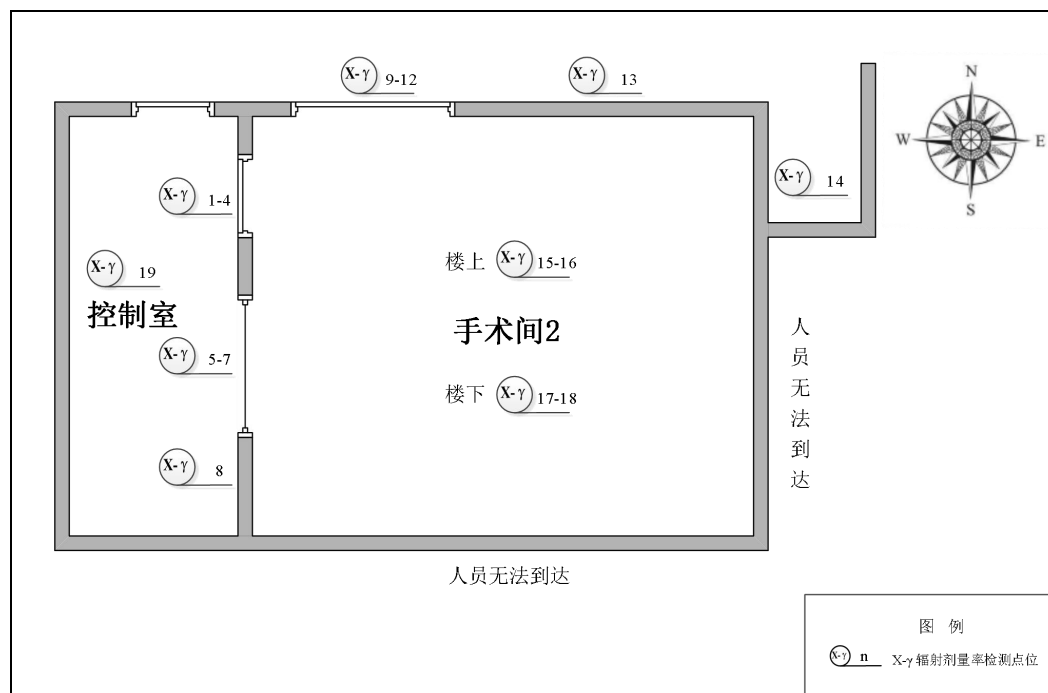 X-γ 9-12
X-γ 13
N
W
E
S
X-γ 14
X-γ 1-4
楼上 X-γ 15-16
X-γ 19
控制室
手术间2
人员无法到达
X-γ 5-7
楼下 X-γ 17-18
X-γ 8
人员无法到达
图 例
X-γ n X-γ辐射剂量率检测点位